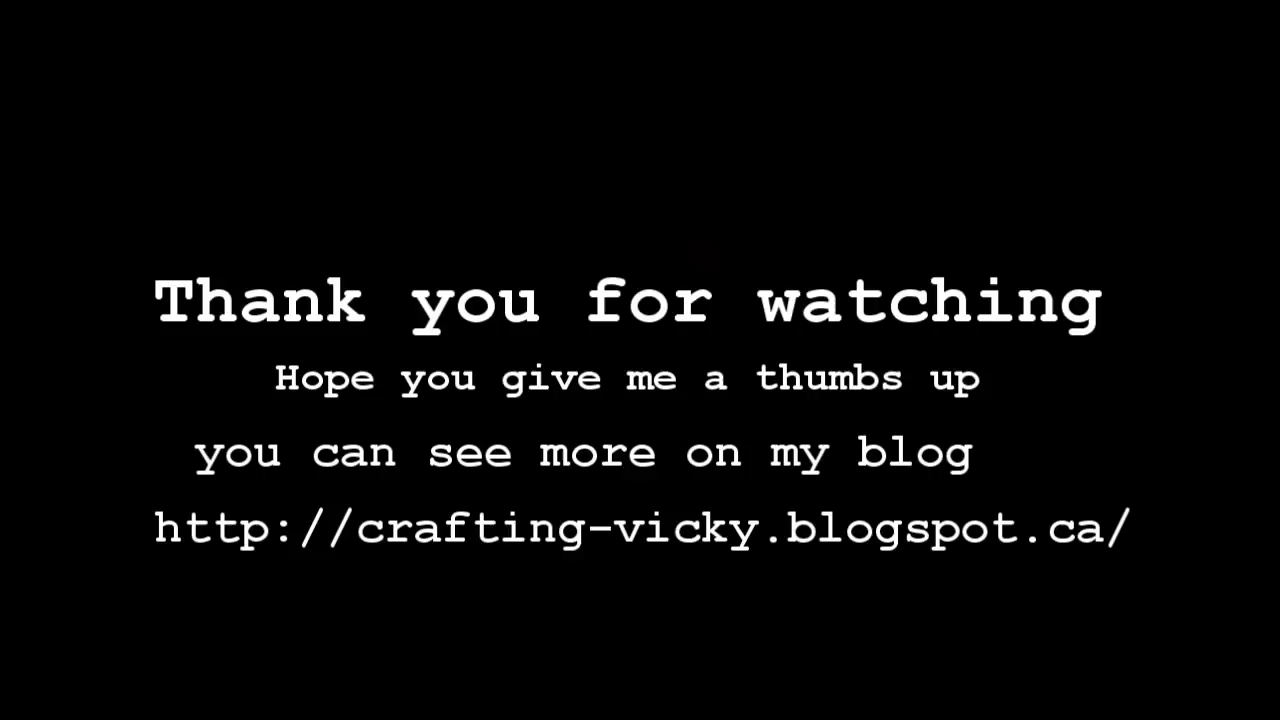 Thank you for watching
Hope you give me a thumbs up
you can see more on my blog
http://crafting-vicky.blogspot.ca/